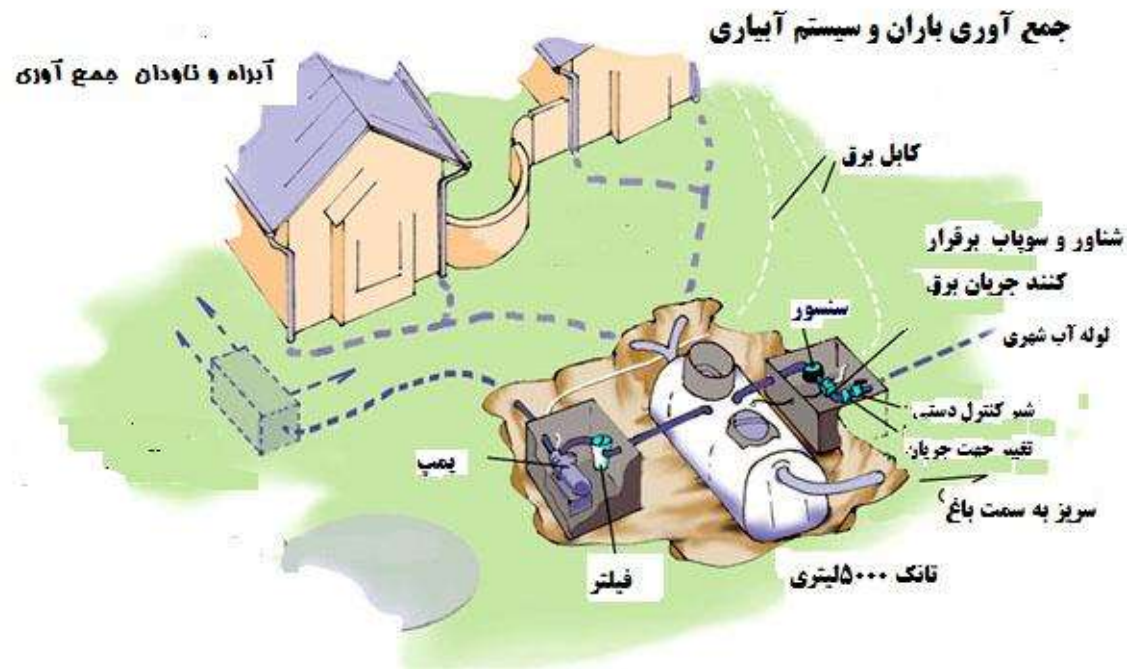 جمع آوری باران و سیستم آبیاری
آبراه و ناودان جمع آوری
کابل برق
شناور و سوپاپ برقرار
کنند جریان برق
سنسور
لوله آب شهری
شیر کنترل دستی
تغییر جهت جریان
پمپ
سریز به سمت باغ
فیلتر
تانک ۵۰۰۰لیتری